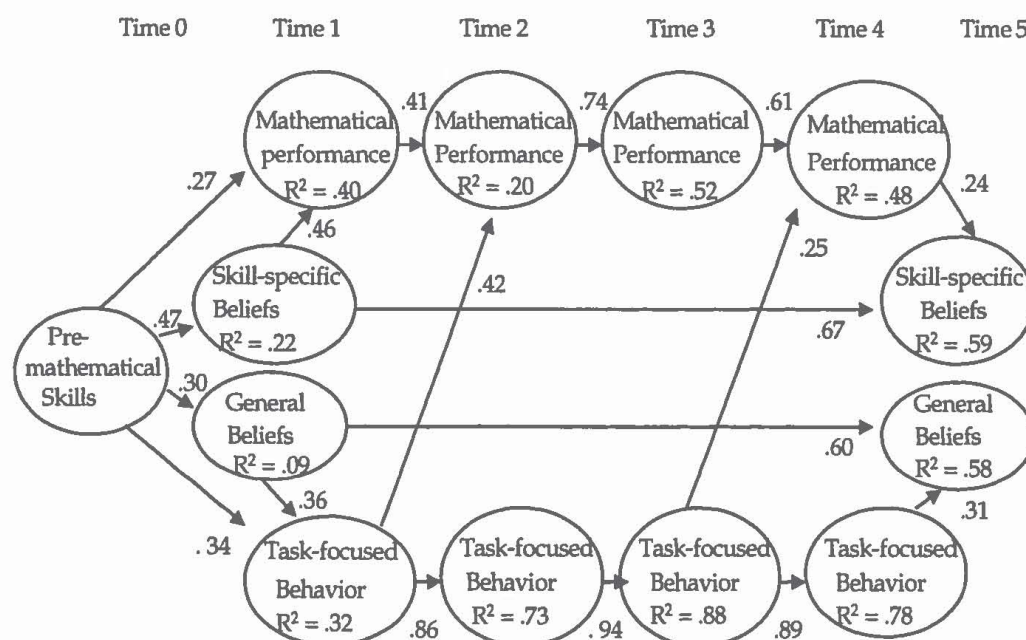 Time 0 Time 1 Time 2 Time 3 Time 4 Time 5
.41 .74 .61
Mathematical
performance
R² = .40
Mathematical
Performance
R² = .20
Mathematical
Performance
R² = .52
Mathematical
Performance
R² = .48
.27
.46
.24
.25
.42
Skill-specific
Beliefs
R² = .22
.67
Skill-specific
Beliefs
R² = .59
.47
Pre-
mathematical
Skills
.30
General
Beliefs
R² = .09
.60
General
Beliefs
R² = .58
.36
.31
. 34
Task-focused
Behavior
R² = .32
Task-focused
Behavior
R² = .73
Task-focused
Behavior
R² = .88
Task-focused
Behavior
R² = .78
.86 .94 .89